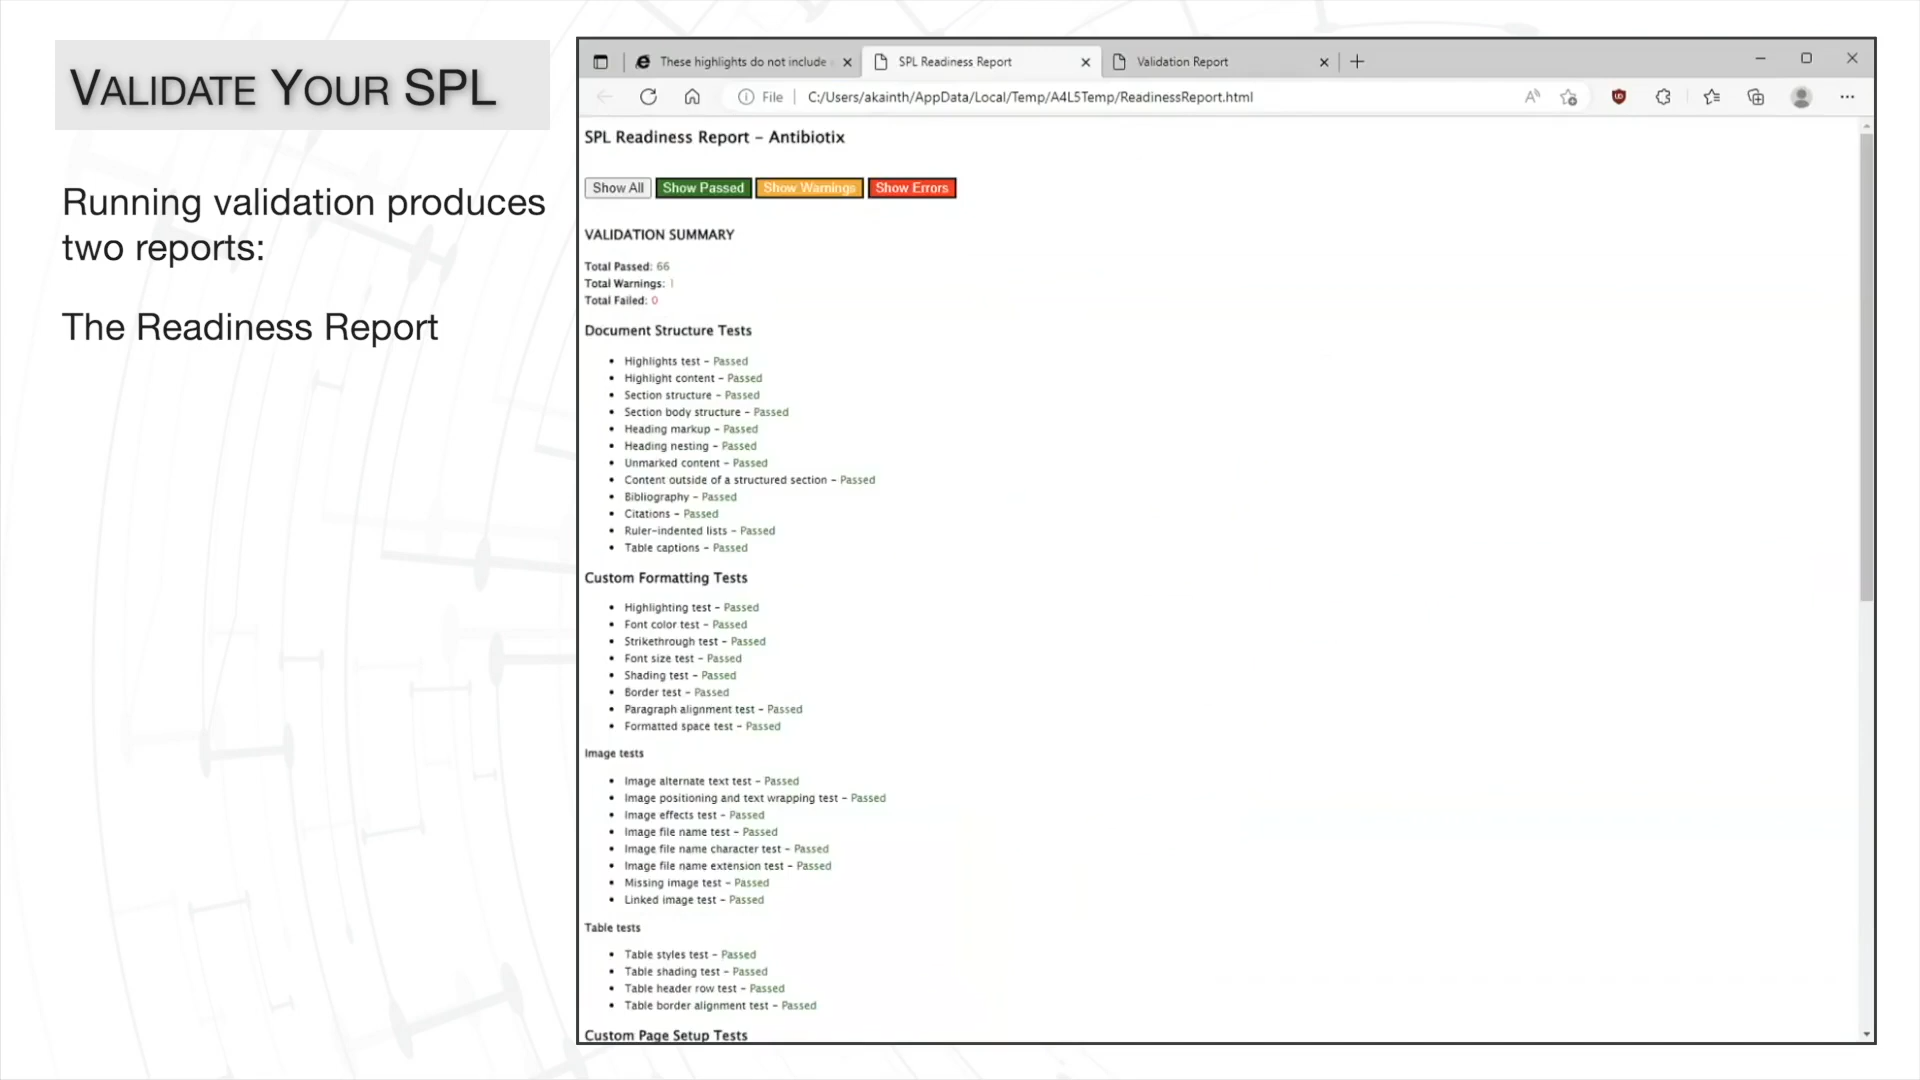 VALIDATE YOUR SPL
Running validation produces
two reports:
The Readiness Report
These highlights do not include
SPL Readiness Report
Validation Report
File
C:/Users/akainth/AppData/Local/Temp/A4L5Temp/ReadinessReport.html
SPL Readiness Report – Antibiotix
Show All Show Passed Show Warnings Show Errors
VALIDATION SUMMARY
Total Passed: 66
Total Warnings: 1
Total Failed: 0
Document Structure Tests
• Highlights test – Passed
• Highlight content – Passed
• Section structure – Passed
• Section body structure – Passed
• Heading markup – Passed
• Heading nesting – Passed
• Unmarked content – Passed
• Content outside of a structured section – Passed
• Bibliography – Passed
• Citations – Passed
• Ruler-indented lists – Passed
• Table captions – Passed
Custom Formatting Tests
• Highlighting test – Passed
• Font color test – Passed
• Strikethrough test – Passed
• Font size test – Passed
• Shading test – Passed
• Border test – Passed
• Paragraph alignment test – Passed
• Formatted space test – Passed
Image tests
• Image alternate text test – Passed
• Image positioning and text wrapping test – Passed
• Image effects test – Passed
• Image file name test – Passed
• Image file name character test – Passed
• Image file name extension test – Passed
• Missing image test – Passed
• Linked image test – Passed
Table tests
• Table styles test – Passed
• Table shading test – Passed
• Table header row test – Passed
• Table border alignment test – Passed
Custom Page Setup Tests